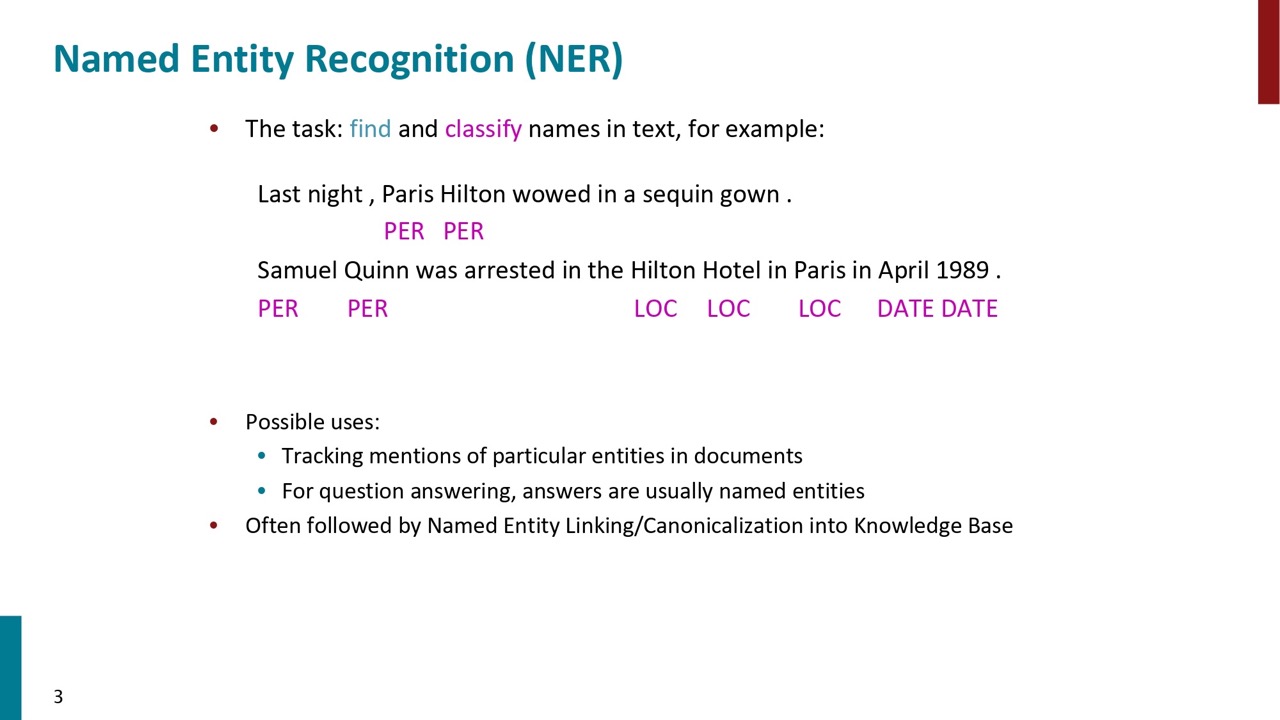 Named Entity Recognition (NER)
• The task: find and classify names in text, for example:
Last night , Paris Hilton wowed in a sequin gown .
PER PER
Samuel Quinn was arrested in the Hilton Hotel in Paris in April 1989 .
PER PER LOC LOC LOC DATE DATE
• Possible uses:
• Tracking mentions of particular entities in documents
• For question answering, answers are usually named entities
• Often followed by Named Entity Linking/Canonicalization into Knowledge Base
3